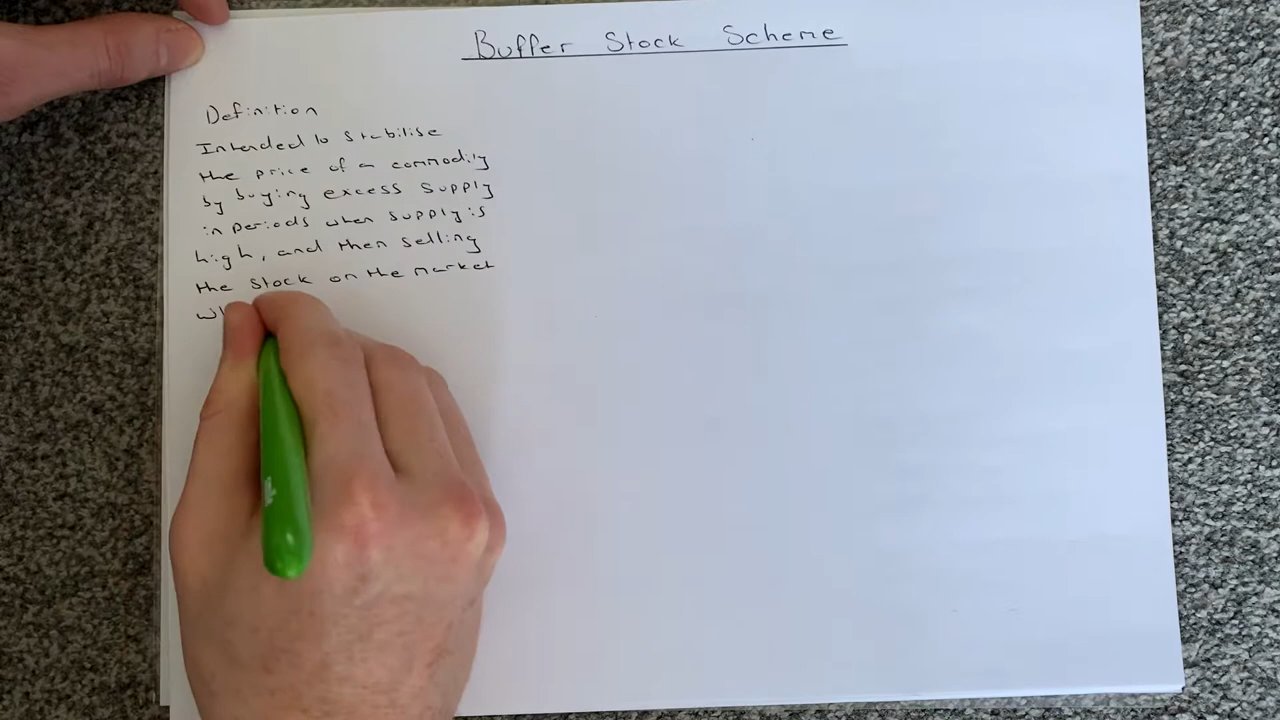 Buffer Stock Scheme
Definition
Intended to stabilise
the price of a commodity
by buying excess supply
in periods when supply is
high, and then selling
the stock on the market